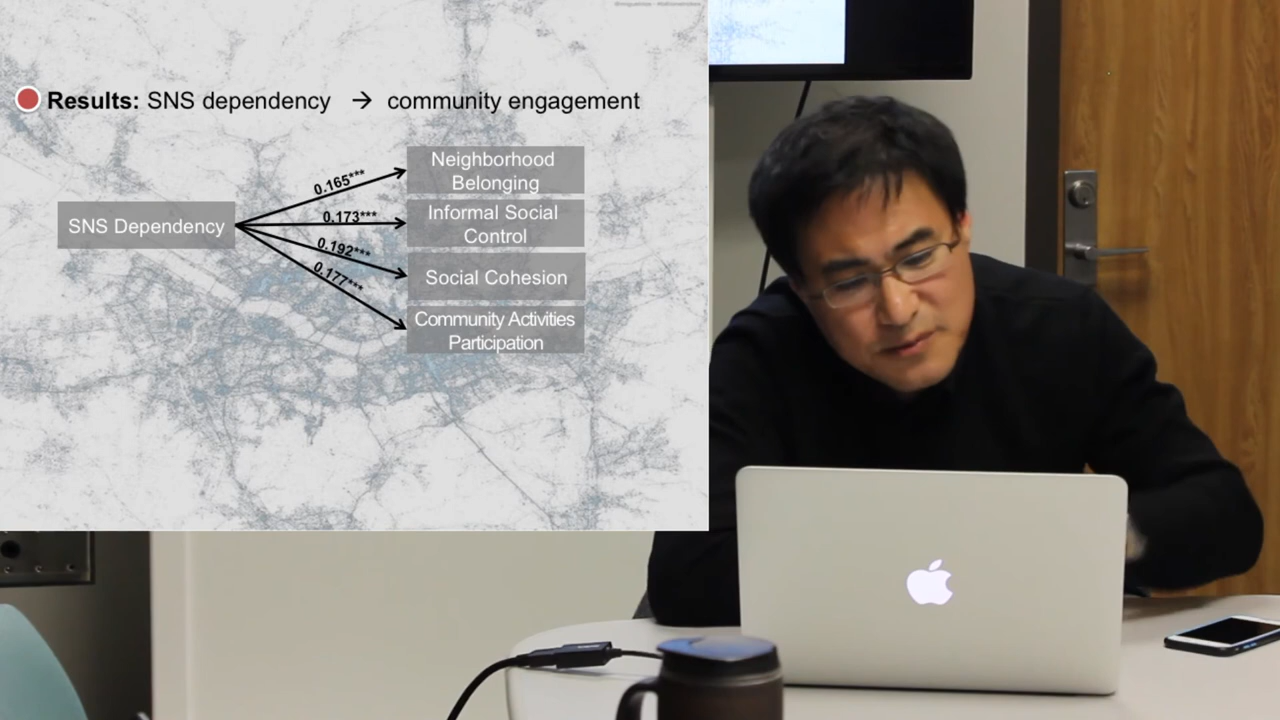 Results: SNS dependency → community engagement
SNS Dependency
0.165***
0.173***
0.192***
0.177***
Neighborhood
Belonging
Informal Social
Control
Social Cohesion
Community Activities
Participation